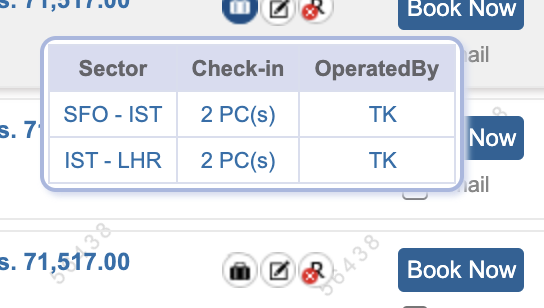 s. 71,517.00
Book Now
Sector Check-in OperatedBy
SFO - IST 2 PC(s) TK
IST - LHR 2 PC(s) TK
ail
s. 7
Now
ail
56438
s. 71,517.00
56438
Book Now